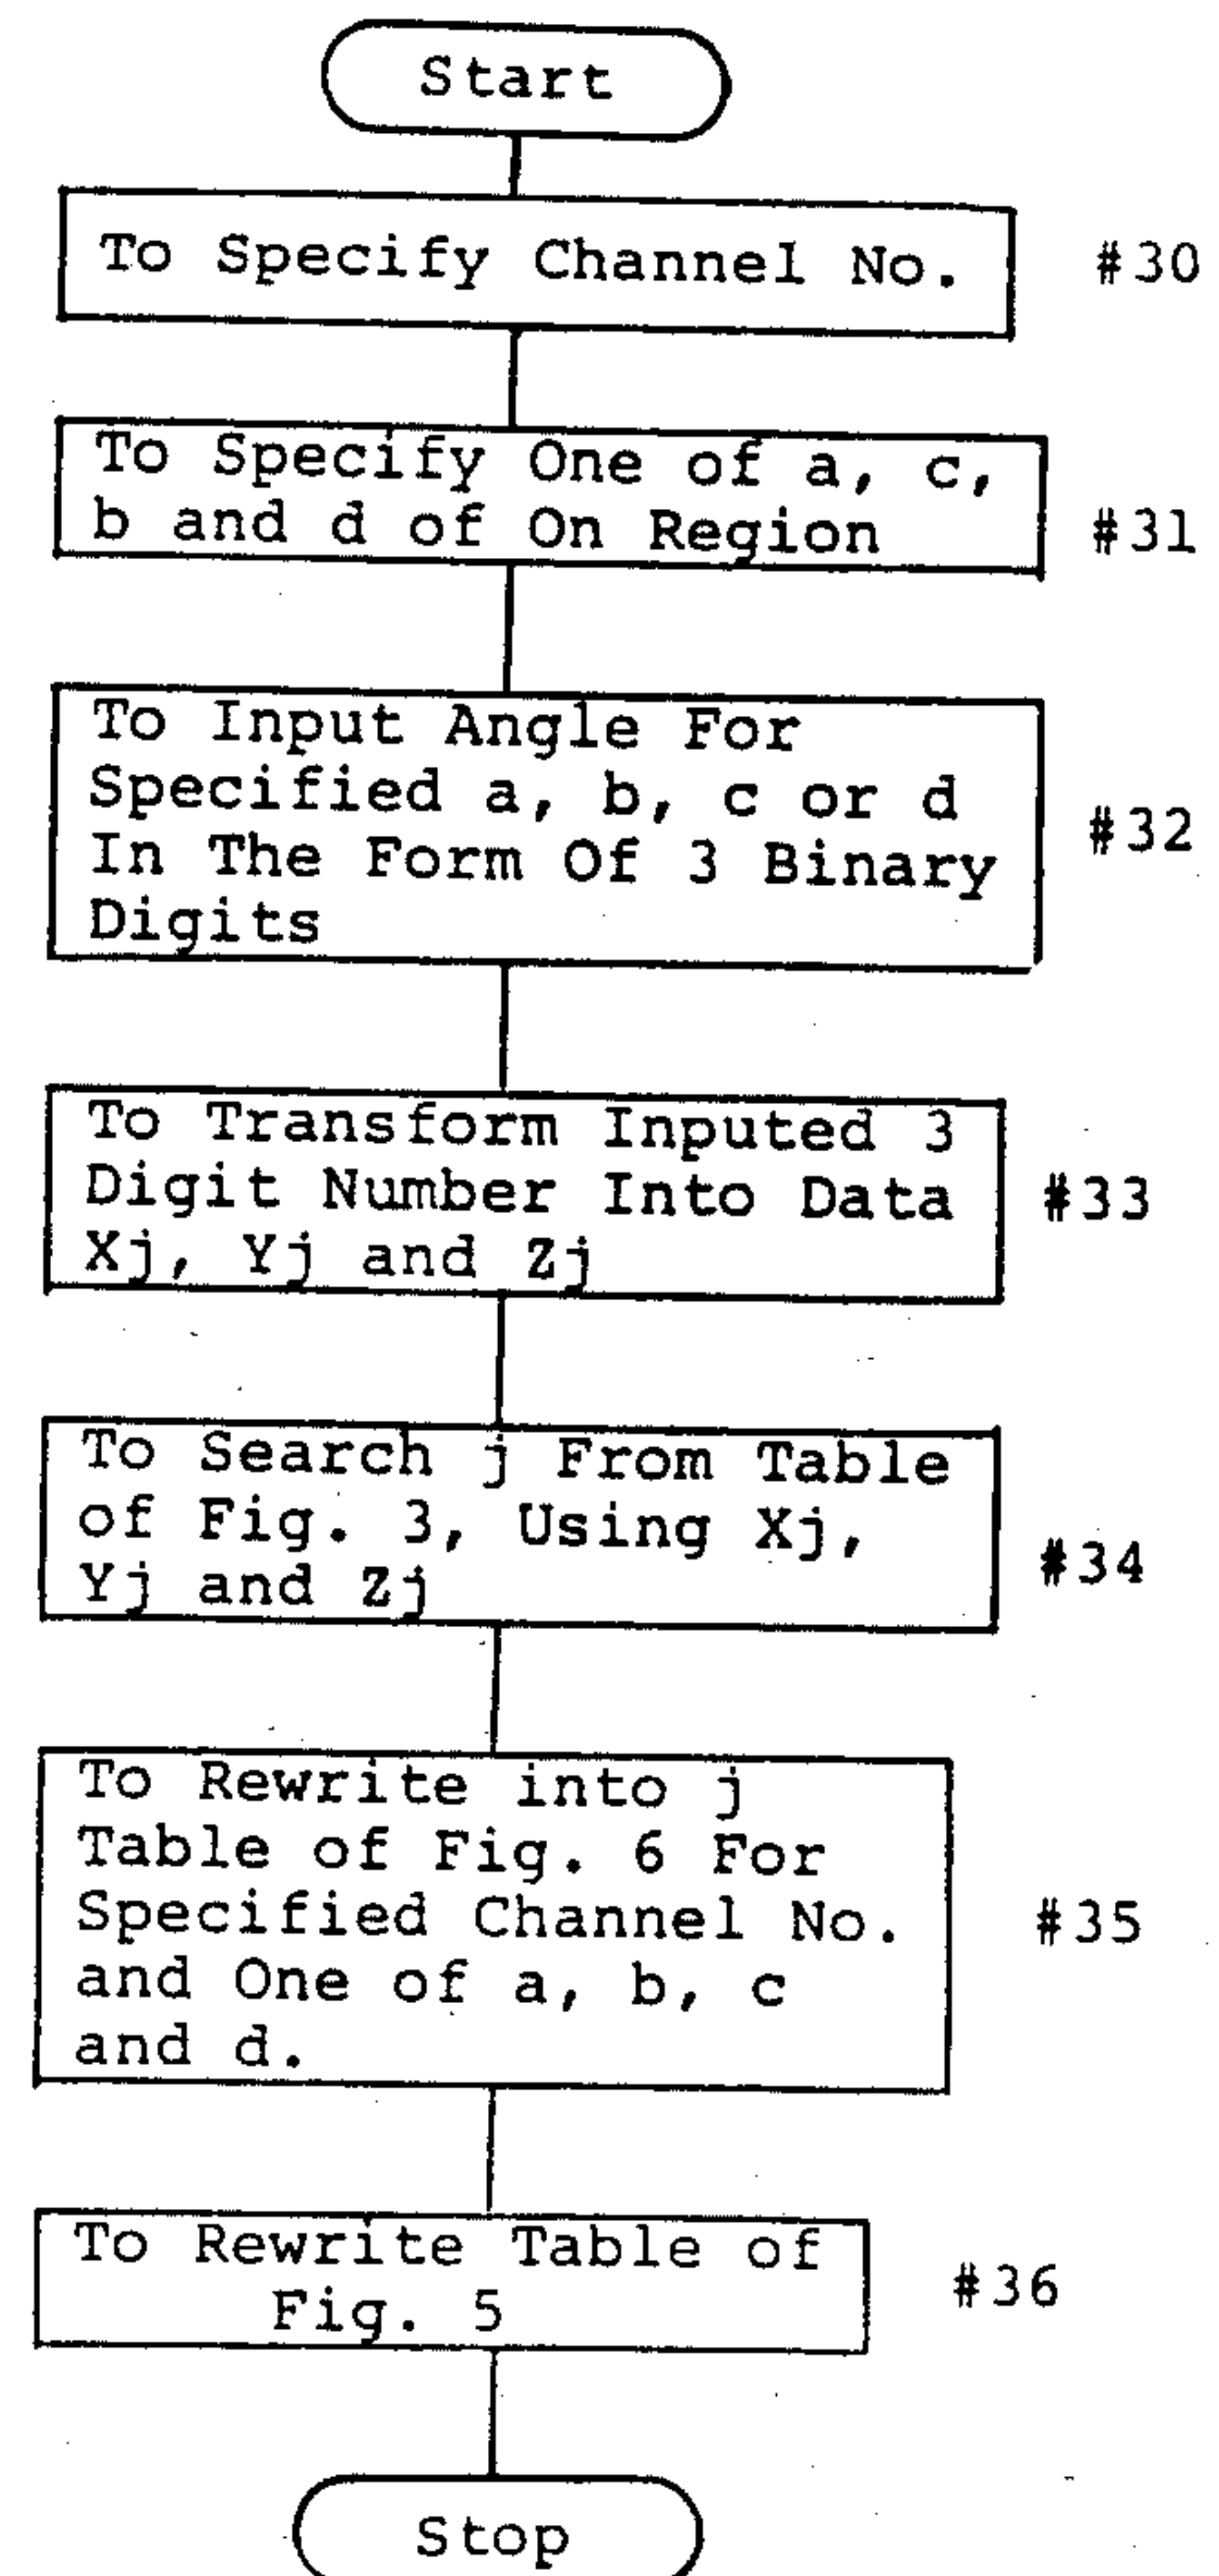 Start
To Specify Channel No.
#30
To Specify One of a, c,
b and d of On Region
#31
To Input Angle For
Specified a, b, c or d
In The Form Of 3 Binary
Digits
#32
To Transform Inputed 3
Digit Number Into Data
Xj, Yj and Zj
#33
To Search j From Table
of Fig. 3, Using Xj,
Yj and Zj
#34
To Rewrite into j
Table of Fig. 6 For
Specified Channel No.
and One of a, b, c
and d.
#35
To Rewrite Table of
Fig. 5
#36
Stop